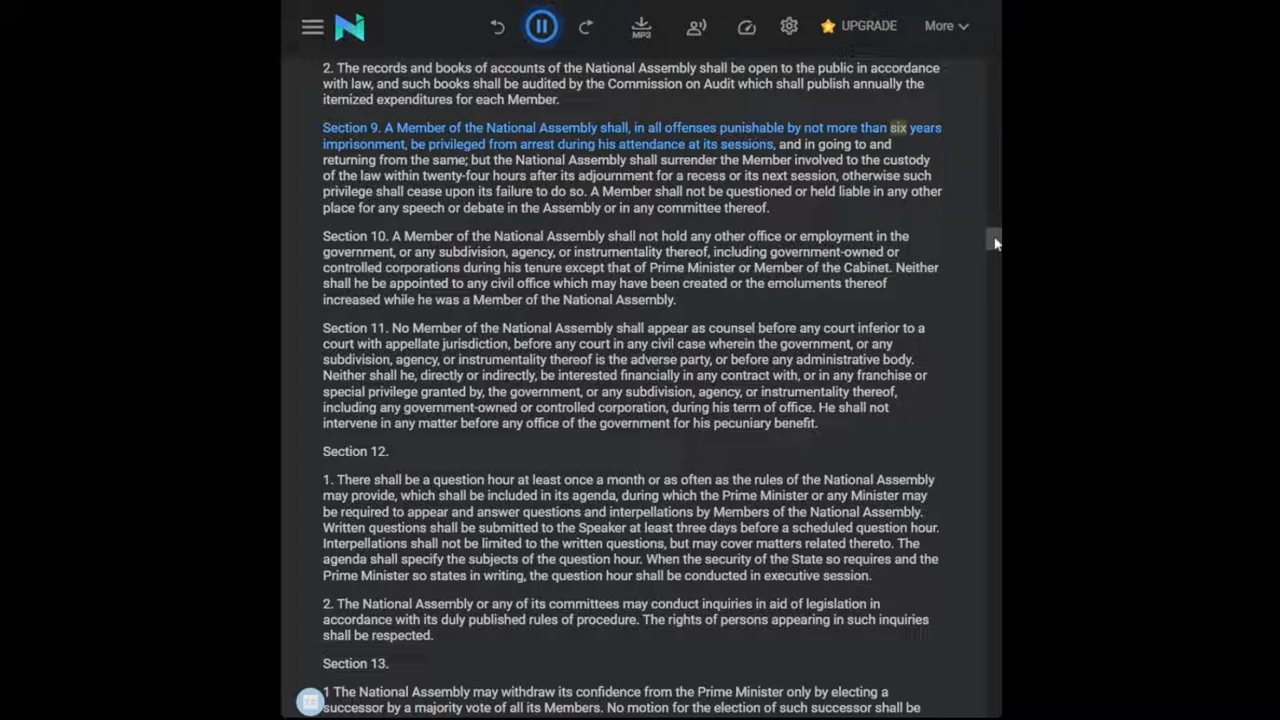 MP3
UPGRADE
More
2. The records and books of accounts of the National Assembly shall be open to the public in accordance
with law, and such books shall be audited by the Commission on Audit which shall publish annually the
itemized expenditures for each Member.
Section 9. A Member of the National Assembly shall, in all offenses punishable by not more than six years
imprisonment, be privileged from arrest during his attendance at its sessions, and in going to and
returning from the same; but the National Assembly shall surrender the Member involved to the custody
of the law within twenty-four hours after its adjournment for a recess or its next session, otherwise such
privilege shall cease upon its failure to do so. A Member shall not be questioned or held liable in any other
place for any speech or debate in the Assembly or in any committee thereof.
Section 10. A Member of the National Assembly shall not hold any other office or employment in the
government, or any subdivision, agency, or instrumentality thereof, including government-owned or
controlled corporations during his tenure except that of Prime Minister or Member of the Cabinet. Neither
shall he be appointed to any civil office which may have been created or the emoluments thereof
increased while he was a Member of the National Assembly.
Section 11. No Member of the National Assembly shall appear as counsel before any court inferior to a
court with appellate jurisdiction, before any court in any civil case wherein the government, or any
subdivision, agency, or instrumentality thereof is the adverse party, or before any administrative body.
Neither shall he, directly or indirectly, be interested financially in any contract with, or in any franchise or
special privilege granted by, the government, or any subdivision, agency, or instrumentality thereof,
including any government-owned or controlled corporation, during his term of office. He shall not
intervene in any matter before any office of the government for his pecuniary benefit.
Section 12.
1. There shall be a question hour at least once a month or as often as the rules of the National Assembly
may provide, which shall be included in its agenda, during which the Prime Minister or any Minister may
be required to appear and answer questions and interpellations by Members of the National Assembly.
Written questions shall be submitted to the Speaker at least three days before a scheduled question hour.
Interpellations shall not be limited to the written questions, but may cover matters related thereto. The
agenda shall specify the subjects of the question hour. When the security of the State so requires and the
Prime Minister so states in writing, the question hour shall be conducted in executive session.
2. The National Assembly or any of its committees may conduct inquiries in aid of legislation in
accordance with its duly published rules of procedure. The rights of persons appearing in such inquiries
shall be respected.
Section 13.
1 The National Assembly may withdraw its confidence from the Prime Minister only by electing a
successor by a majority vote of all its Members. No motion for the election of such successor shall be